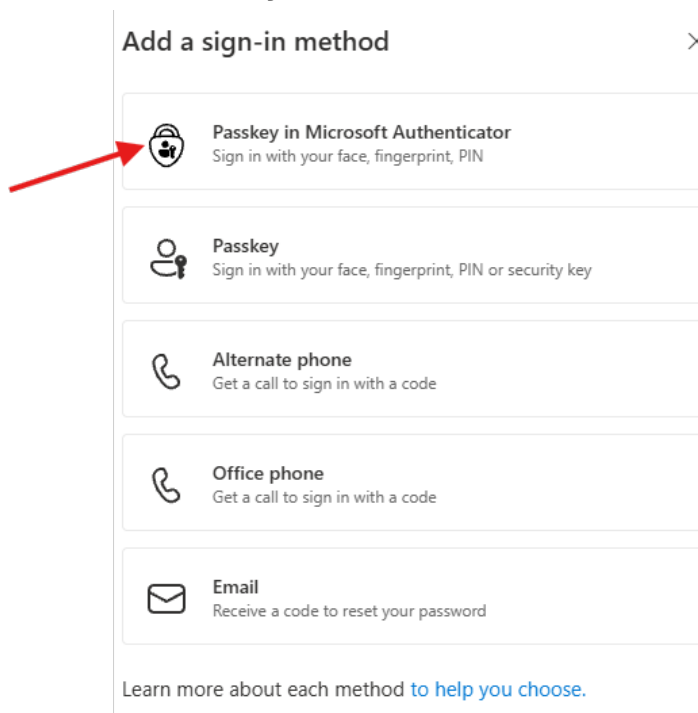 Add a sign-in method
Passkey in Microsoft Authenticator
Sign in with your face, fingerprint, PIN
Passkey
Sign in with your face, fingerprint, PIN or security key
Alternate phone
Get a call to sign in with a code
Office phone
Get a call to sign in with a code
Email
Receive a code to reset your password
Learn more about each method to help you choose.